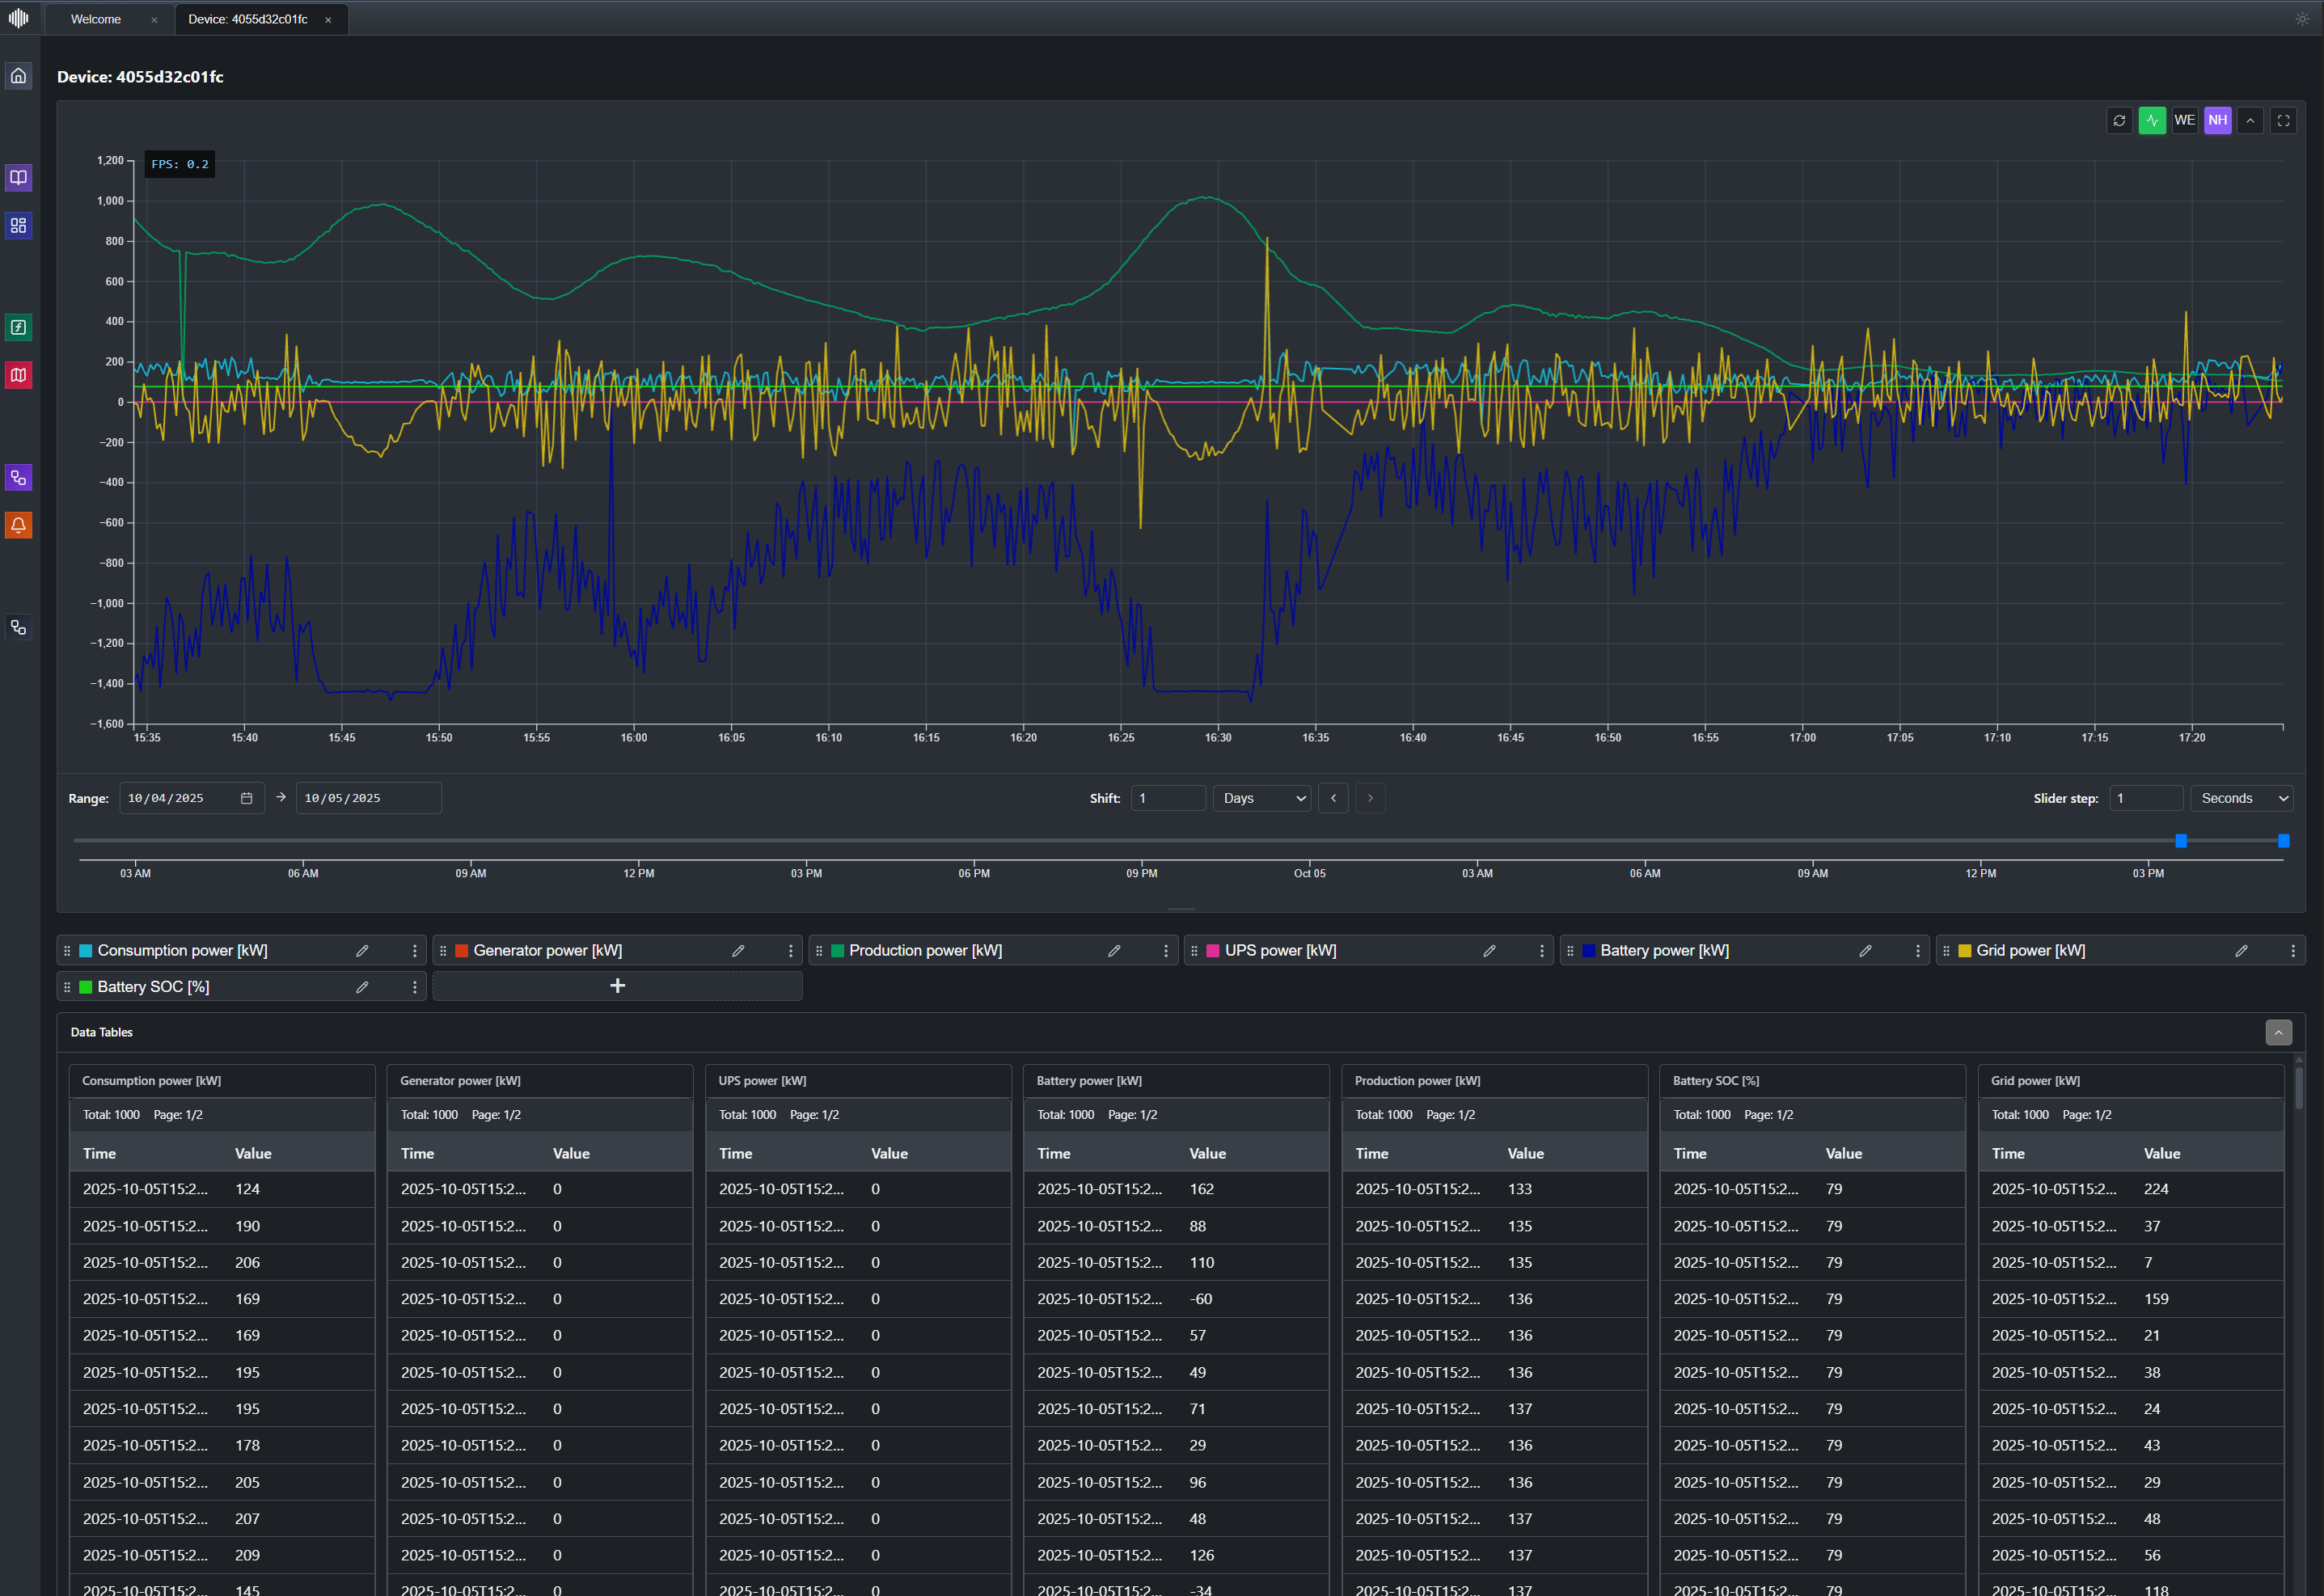 Welcome × Device: 4055d32c01fc ×
Device: 4055d32c01fc
WE NH
FPS: 0.2
1,200
1,000
800
600
400
200
0
−200
−400
−600
−800
−1,000
−1,200
−1,400
−1,600
15:35 15:40 15:45 15:50 15:55 16:00 16:05 16:10 16:15 16:20 16:25 16:30 16:35 16:40 16:45 16:50 16:55 17:00 17:05 17:10 17:15 17:20
Range: 10/04/2025 → 10/05/2025 Shift: 1 Days < > Slider step: 1 Seconds
03 AM 06 AM 09 AM 12 PM 03 PM 06 PM 09 PM Oct 05 03 AM 06 AM 09 AM 12 PM 03 PM
Consumption power [kW] Generator power [kW] Production power [kW] UPS power [kW] Battery power [kW] Grid power [kW]
Battery SOC [%] +
Data Tables
Consumption power [kW] Generator power [kW] UPS power [kW] Battery power [kW] Production power [kW] Battery SOC [%] Grid power [kW]
Total: 1000 Page: 1/2 Total: 1000 Page: 1/2 Total: 1000 Page: 1/2 Total: 1000 Page: 1/2 Total: 1000 Page: 1/2 Total: 1000 Page: 1/2 Total: 1000 Page: 1/2
Time Value Time Value Time Value Time Value Time Value Time Value Time Value
2025-10-05T15:2... 124 2025-10-05T15:2... 0 2025-10-05T15:2... 0 2025-10-05T15:2... 162 2025-10-05T15:2... 133 2025-10-05T15:2... 79 2025-10-05T15:2... 224
2025-10-05T15:2... 190 2025-10-05T15:2... 0 2025-10-05T15:2... 0 2025-10-05T15:2... 88 2025-10-05T15:2... 135 2025-10-05T15:2... 79 2025-10-05T15:2... 37
2025-10-05T15:2... 206 2025-10-05T15:2... 0 2025-10-05T15:2... 0 2025-10-05T15:2... 110 2025-10-05T15:2... 135 2025-10-05T15:2... 79 2025-10-05T15:2... 7
2025-10-05T15:2... 169 2025-10-05T15:2... 0 2025-10-05T15:2... 0 2025-10-05T15:2... -60 2025-10-05T15:2... 136 2025-10-05T15:2... 79 2025-10-05T15:2... 159
2025-10-05T15:2... 169 2025-10-05T15:2... 0 2025-10-05T15:2... 0 2025-10-05T15:2... 57 2025-10-05T15:2... 136 2025-10-05T15:2... 79 2025-10-05T15:2... 21
2025-10-05T15:2... 195 2025-10-05T15:2... 0 2025-10-05T15:2... 0 2025-10-05T15:2... 49 2025-10-05T15:2... 136 2025-10-05T15:2... 79 2025-10-05T15:2... 38
2025-10-05T15:2... 195 2025-10-05T15:2... 0 2025-10-05T15:2... 0 2025-10-05T15:2... 71 2025-10-05T15:2... 137 2025-10-05T15:2... 79 2025-10-05T15:2... 24
2025-10-05T15:2... 178 2025-10-05T15:2... 0 2025-10-05T15:2... 0 2025-10-05T15:2... 29 2025-10-05T15:2... 136 2025-10-05T15:2... 79 2025-10-05T15:2... 43
2025-10-05T15:2... 205 2025-10-05T15:2... 0 2025-10-05T15:2... 0 2025-10-05T15:2... 96 2025-10-05T15:2... 136 2025-10-05T15:2... 79 2025-10-05T15:2... 29
2025-10-05T15:2... 207 2025-10-05T15:2... 0 2025-10-05T15:2... 0 2025-10-05T15:2... 48 2025-10-05T15:2... 137 2025-10-05T15:2... 79 2025-10-05T15:2... 48
2025-10-05T15:2... 209 2025-10-05T15:2... 0 2025-10-05T15:2... 0 2025-10-05T15:2... 126 2025-10-05T15:2... 137 2025-10-05T15:2... 79 2025-10-05T15:2... 56
2025-10-05T15:2... 145 2025-10-05T15:2... 0 2025-10-05T15:2... 0 2025-10-05T15:2... -34 2025-10-05T15:2... 137 2025-10-05T15:2... 79 2025-10-05T15:2... 118